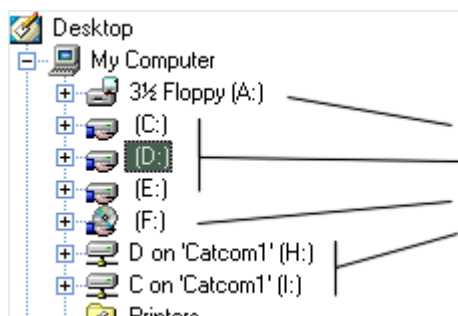 Desktop
My Computer
3½ Floppy (A:)
(C:)
(D:)
(E:)
(F:)
D on 'Catcom1' (H:)
C on 'Catcom1' (I:)
Printers